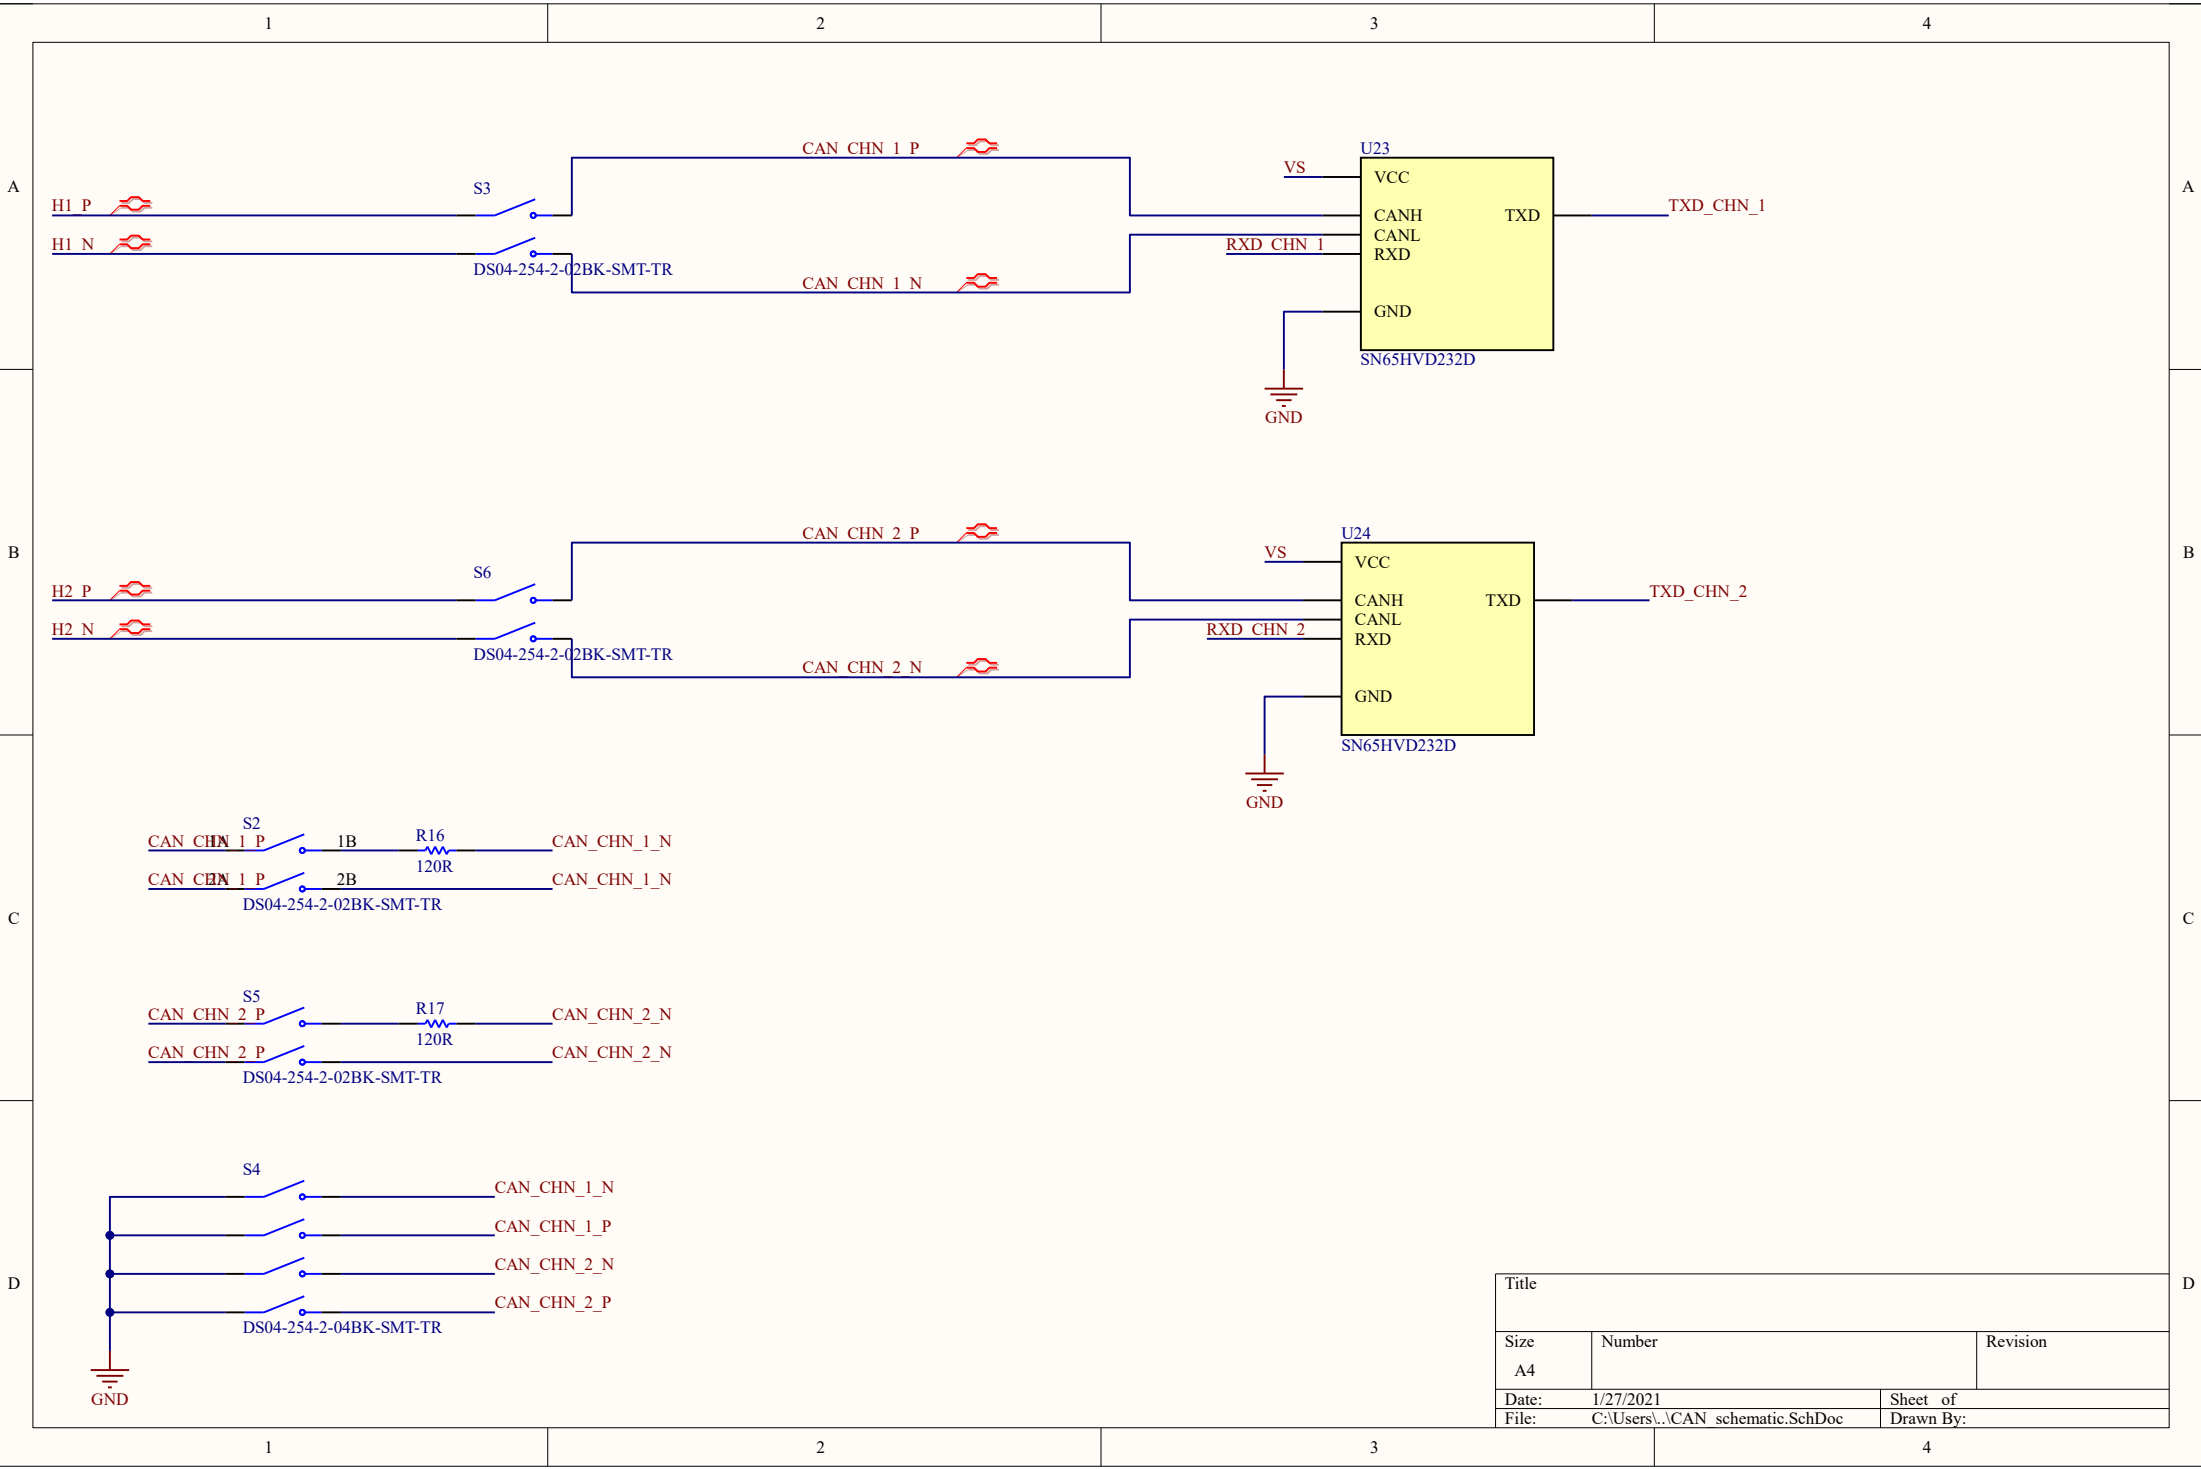 1 2 3 4
A A
CAN_CHN_1_P
U23
VS
VCC
S3
H1_P
CANH TXD
TXD_CHN_1
H1_N
CANL
RXD_CHN_1
RXD
DS04-254-2-02BK-SMT-TR
CAN_CHN_1_N
GND
SN65HVD232D
GND
B B
CAN_CHN_2_P
U24
VS
VCC
S6
H2_P
CANH TXD
TXD_CHN_2
H2_N
CANL
RXD_CHN_2
RXD
DS04-254-2-02BK-SMT-TR
CAN_CHN_2_N
GND
SN65HVD232D
GND
C C
S2
CAN_CHN_1_P 1A 1B R16 CAN_CHN_1_N
120R
CAN_CHN_1_P 2A 2B CAN_CHN_1_N
DS04-254-2-02BK-SMT-TR
S5
CAN_CHN_2_P R17 CAN_CHN_2_N
120R
CAN_CHN_2_P CAN_CHN_2_N
DS04-254-2-02BK-SMT-TR
D D
S4
CAN_CHN_1_N
CAN_CHN_1_P
CAN_CHN_2_N
CAN_CHN_2_P
DS04-254-2-04BK-SMT-TR
GND
Title
Size Number Revision
A4
Date: 1/27/2021 Sheet of
File: C:\Users\..\CAN_schematic.SchDoc Drawn By:
1 2 3 4